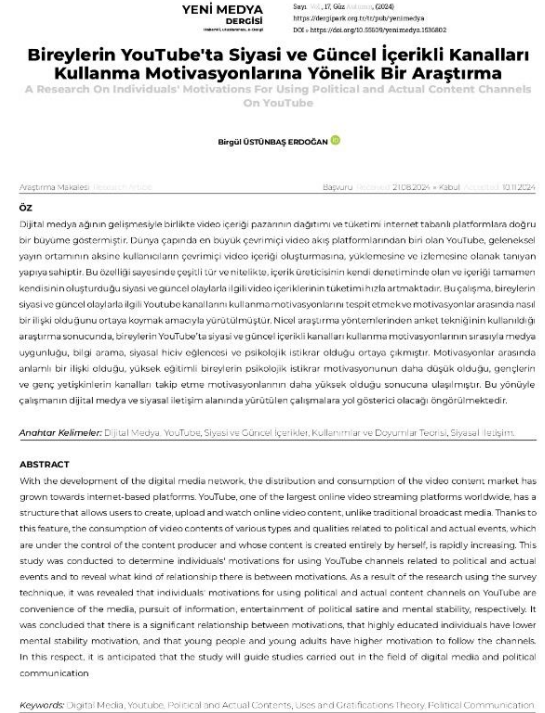 YENİ MEDYA
DERGİSİ
Hakemli, uluslararası, e-dergi
Sayı: 17, Güz (2024)
https://dergipark.org.tr/tr/pub/yenimedya
DOI: https://doi.org/10.55609/yenimedya.1536802
Bireylerin YouTube'ta Siyasi ve Güncel İçerikli Kanalları
Kullanma Motivasyonlarına Yönelik Bir Araştırma
A Research On Individuals' Motivations For Using Political and Actual Content Channels
On YouTube
Birgül ÜSTÜNBAŞ ERDOĞAN iD
Araştırma Makalesi Research Article Başvuru Received: 21.08.2024 ▪ Kabul Accepted: 10.11.2024
ÖZ
Dijital medya ağının gelişmesiyle birlikte video içeriği pazarının dağıtımı ve tüketimi internet tabanlı platformlara doğru
bir büyüme göstermiştir. Dünya çapında en büyük çevrimiçi video akış platformlarından biri olan YouTube, geleneksel
yayın ortamının aksine kullanıcıların çevrimiçi video içeriği oluşturmasına, yüklemesine ve izlemesine olanak tanıyan
yapıya sahiptir. Bu özelliği sayesinde çeşitli tür ve nitelikte, içerik üreticisinin kendi denetiminde olan ve içeriği tamamen
kendisinin oluşturduğu siyasi ve güncel olaylarla ilgili video içeriklerinin tüketimi hızla artmaktadır. Bu çalışma, bireylerin
siyasi ve güncel olaylarla ilgili Youtube kanallarını kullanma motivasyonlarını tespit etmek ve motivasyonlar arasında nasıl
bir ilişki olduğunu ortaya koymak amacıyla yürütülmüştür. Nicel araştırma yöntemlerinden anket tekniğinin kullanıldığı
araştırma sonucunda, bireylerin YouTube'ta siyasi ve güncel içerikli kanalları kullanma motivasyonlarının sırasıyla medya
uygunluğu, bilgi arama, siyasal hiciv eğlencesi ve psikolojik istikrar olduğu ortaya çıkmıştır. Motivasyonlar arasında
anlamlı bir ilişki olduğu, yüksek eğitimli bireylerin psikolojik istikrar motivasyonunun daha düşük olduğu, gençlerin
ve genç yetişkinlerin kanalları takip etme motivasyonlarının daha yüksek olduğu sonucuna ulaşılmıştır. Bu yönüyle
çalışmanın dijital medya ve siyasal iletişim alanında yürütülen çalışmalara yol gösterici olacağı öngörülmektedir.
Anahtar Kelimeler: Dijital Medya, YouTube, Siyasi ve Güncel İçerikler, Kullanımlar ve Doyumlar Teorisi, Siyasal İletişim.
ABSTRACT
With the development of the digital media network, the distribution and consumption of the video content market has
grown towards internet-based platforms. YouTube, one of the largest online video streaming platforms worldwide, has a
structure that allows users to create, upload and watch online video content, unlike traditional broadcast media. Thanks to
this feature, the consumption of video contents of various types and qualities related to political and actual events, which
are under the control of the content producer and whose content is created entirely by herself, is rapidly increasing. This
study was conducted to determine individuals' motivations for using YouTube channels related to political and actual
events and to reveal what kind of relationship there is between motivations. As a result of the research using the survey
technique, it was revealed that individuals' motivations for using political and actual content channels on YouTube are
convenience of the media, pursuit of information, entertainment of political satire and mental stability, respectively. It
was concluded that there is a significant relationship between motivations, that highly educated individuals have lower
mental stability motivation, and that young people and young adults have higher motivation to follow the channels.
In this respect, it is anticipated that the study will guide studies carried out in the field of digital media and political
communication
Keywords: Digital Media, Youtube, Political and Actual Contents, Uses and Gratifications Theory, Political Communication